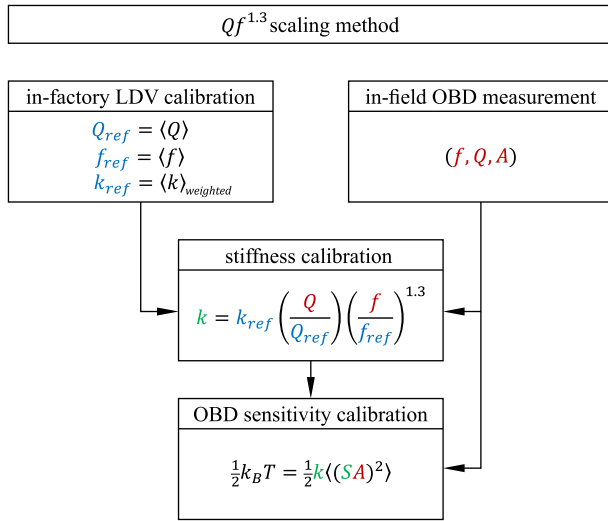 Qf^1.3 scaling method
in-factory LDV calibration
Q_ref = ⟨Q⟩
f_ref = ⟨f⟩
k_ref = ⟨k⟩_weighted
in-field OBD measurement
(f, Q, A)
stiffness calibration
k = k_ref (Q/Q_ref) (f/f_ref)^1.3
OBD sensitivity calibration
½k_BT = ½k⟨(SA)²⟩